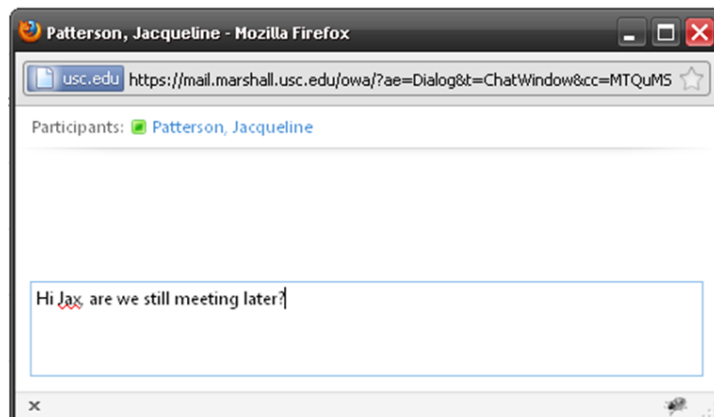 Patterson, Jacqueline - Mozilla Firefox
usc.edu https://mail.marshall.usc.edu/owa/?ae=Dialog&t=ChatWindow&cc=MTQuMS
Participants: Patterson, Jacqueline
Hi Jax, are we still meeting later?